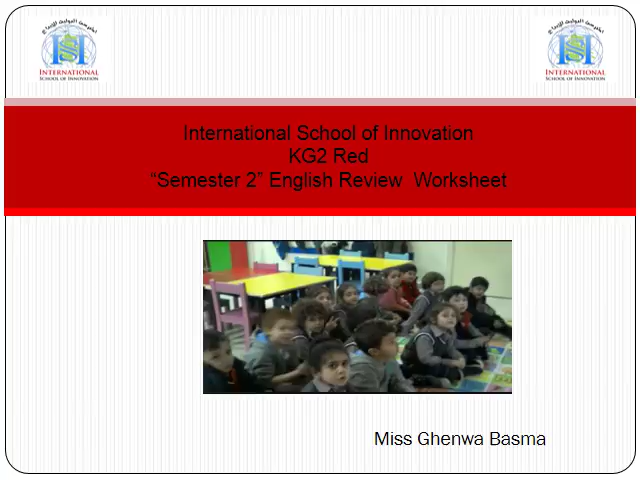 INTERNATIONAL
SCHOOL OF INNOVATION
INTERNATIONAL
SCHOOL OF INNOVATION
International School of Innovation
KG2 Red
“Semester 2” English Review  Worksheet
Miss Ghenwa Basma